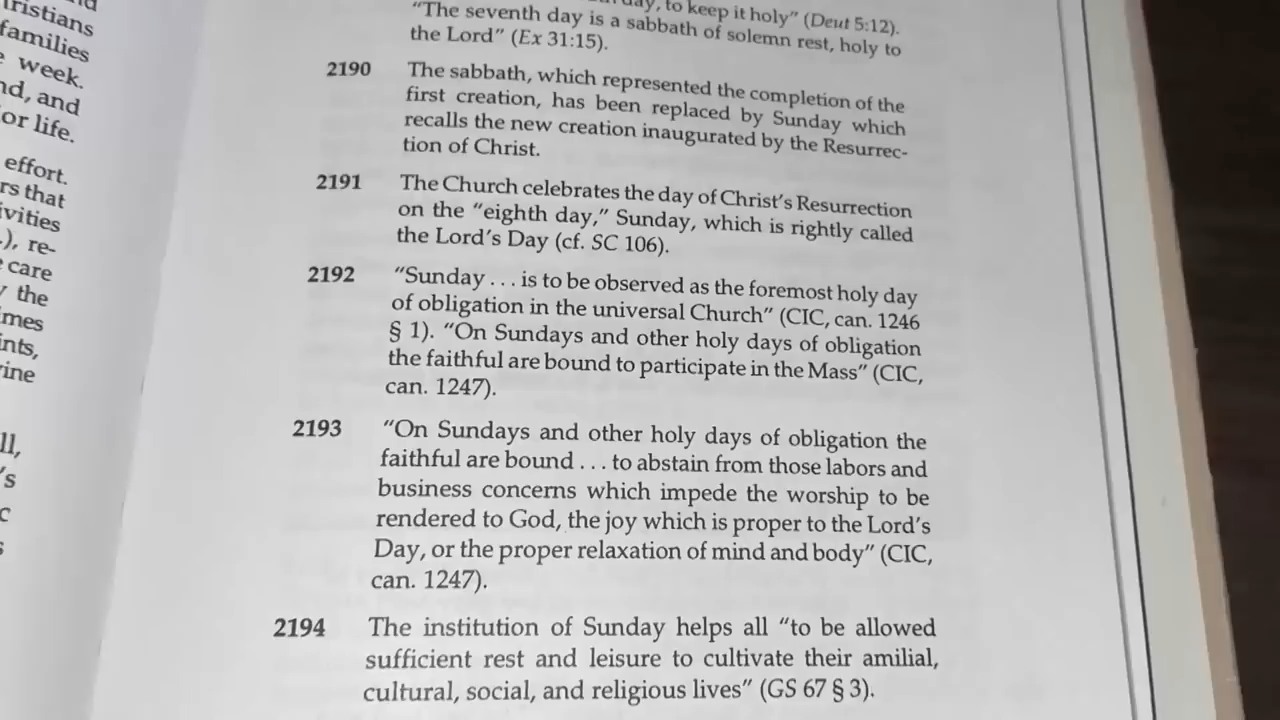 ristians
families
week.
nd, and
or life.
effort.
rs that
ivities
.), re-
care
the
mes
ints,
ine
ll,
's
c
s
day, to keep it holy" (Deut 5:12).
"The seventh day is a sabbath of solemn rest, holy to
the Lord" (Ex 31:15).
2190 The sabbath, which represented the completion of the
first creation, has been replaced by Sunday which
recalls the new creation inaugurated by the Resurrec-
tion of Christ.
2191 The Church celebrates the day of Christ's Resurrection
on the "eighth day," Sunday, which is rightly called
the Lord's Day (cf. SC 106).
2192 "Sunday . . . is to be observed as the foremost holy day
of obligation in the universal Church" (CIC, can. 1246
§ 1). "On Sundays and other holy days of obligation
the faithful are bound to participate in the Mass" (CIC,
can. 1247).
2193 "On Sundays and other holy days of obligation the
faithful are bound . . . to abstain from those labors and
business concerns which impede the worship to be
rendered to God, the joy which is proper to the Lord's
Day, or the proper relaxation of mind and body" (CIC,
can. 1247).
2194 The institution of Sunday helps all "to be allowed
sufficient rest and leisure to cultivate their amilial,
cultural, social, and religious lives" (GS 67 § 3).